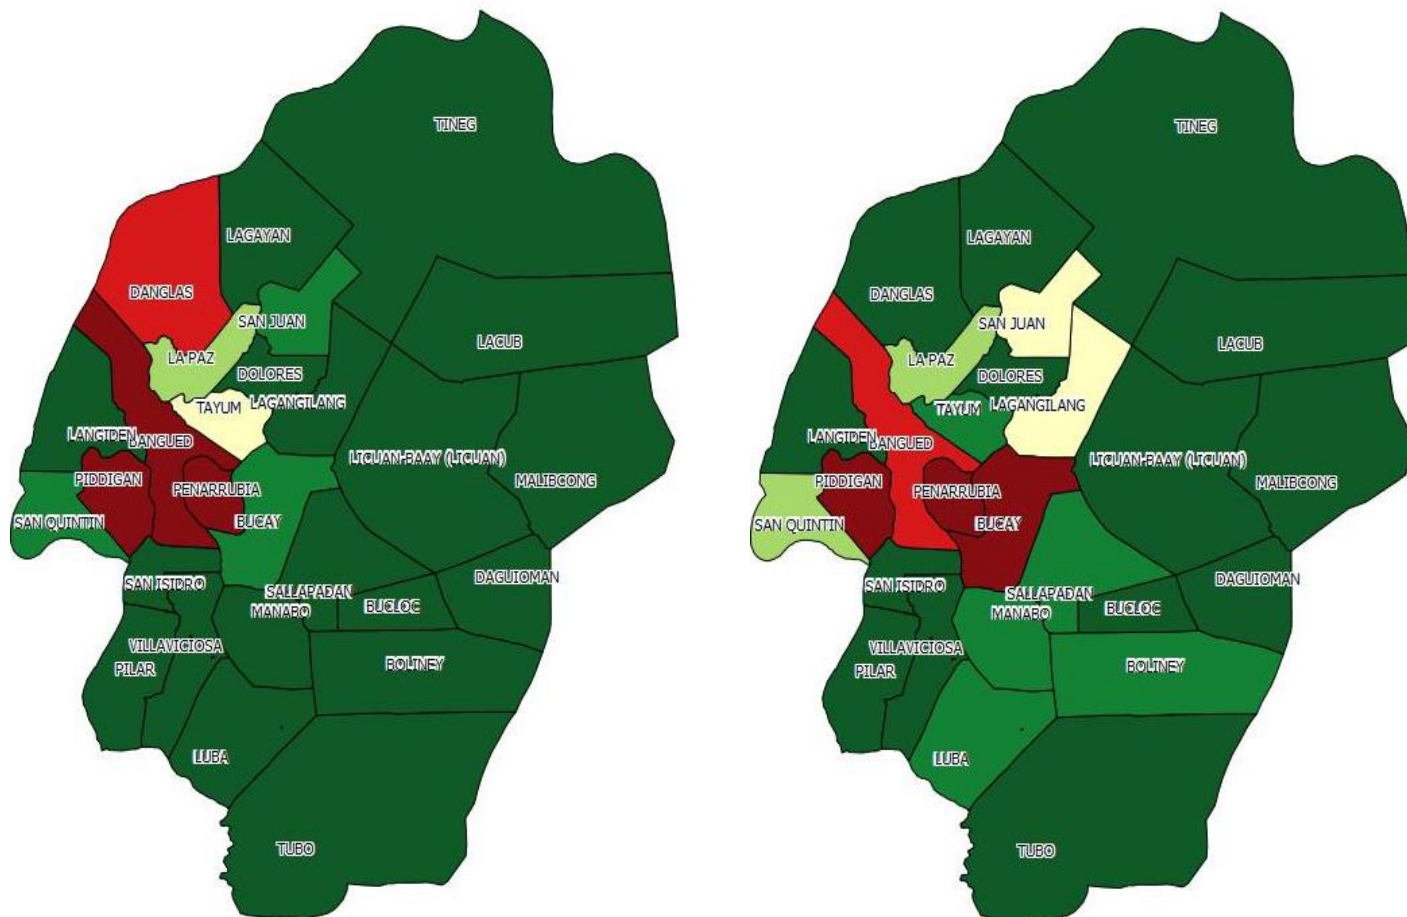 TINEG
LAGAYAN
DANGLAS
SAN JUAN
LA PAZ
LACUB
DOLORES
TAYUM
LAGANGILANG
LANGIDEN
BANGUED
LICUAN-BAAY (LICUAN)
PIDDIGAN
PENARRUBIA
MALIBCONG
SAN QUINTIN
BUCAY
SAN ISIDRO
DAGUIOMAN
SALLAPADAN
MANABO
BUCLOC
VILLAVICIOSA
PILAR
BOLINEY
LUBA
TUBO
TINEG
LAGAYAN
DANGLAS
SAN JUAN
LA PAZ
LACUB
DOLORES
TAYUM
LAGANGILANG
LANGIDEN
BANGUED
LICUAN-BAAY (LICUAN)
PIDDIGAN
PENARRUBIA
MALIBCONG
SAN QUINTIN
BUCAY
SAN ISIDRO
DAGUIOMAN
SALLAPADAN
MANABO
BUCLOC
VILLAVICIOSA
PILAR
BOLINEY
LUBA
TUBO